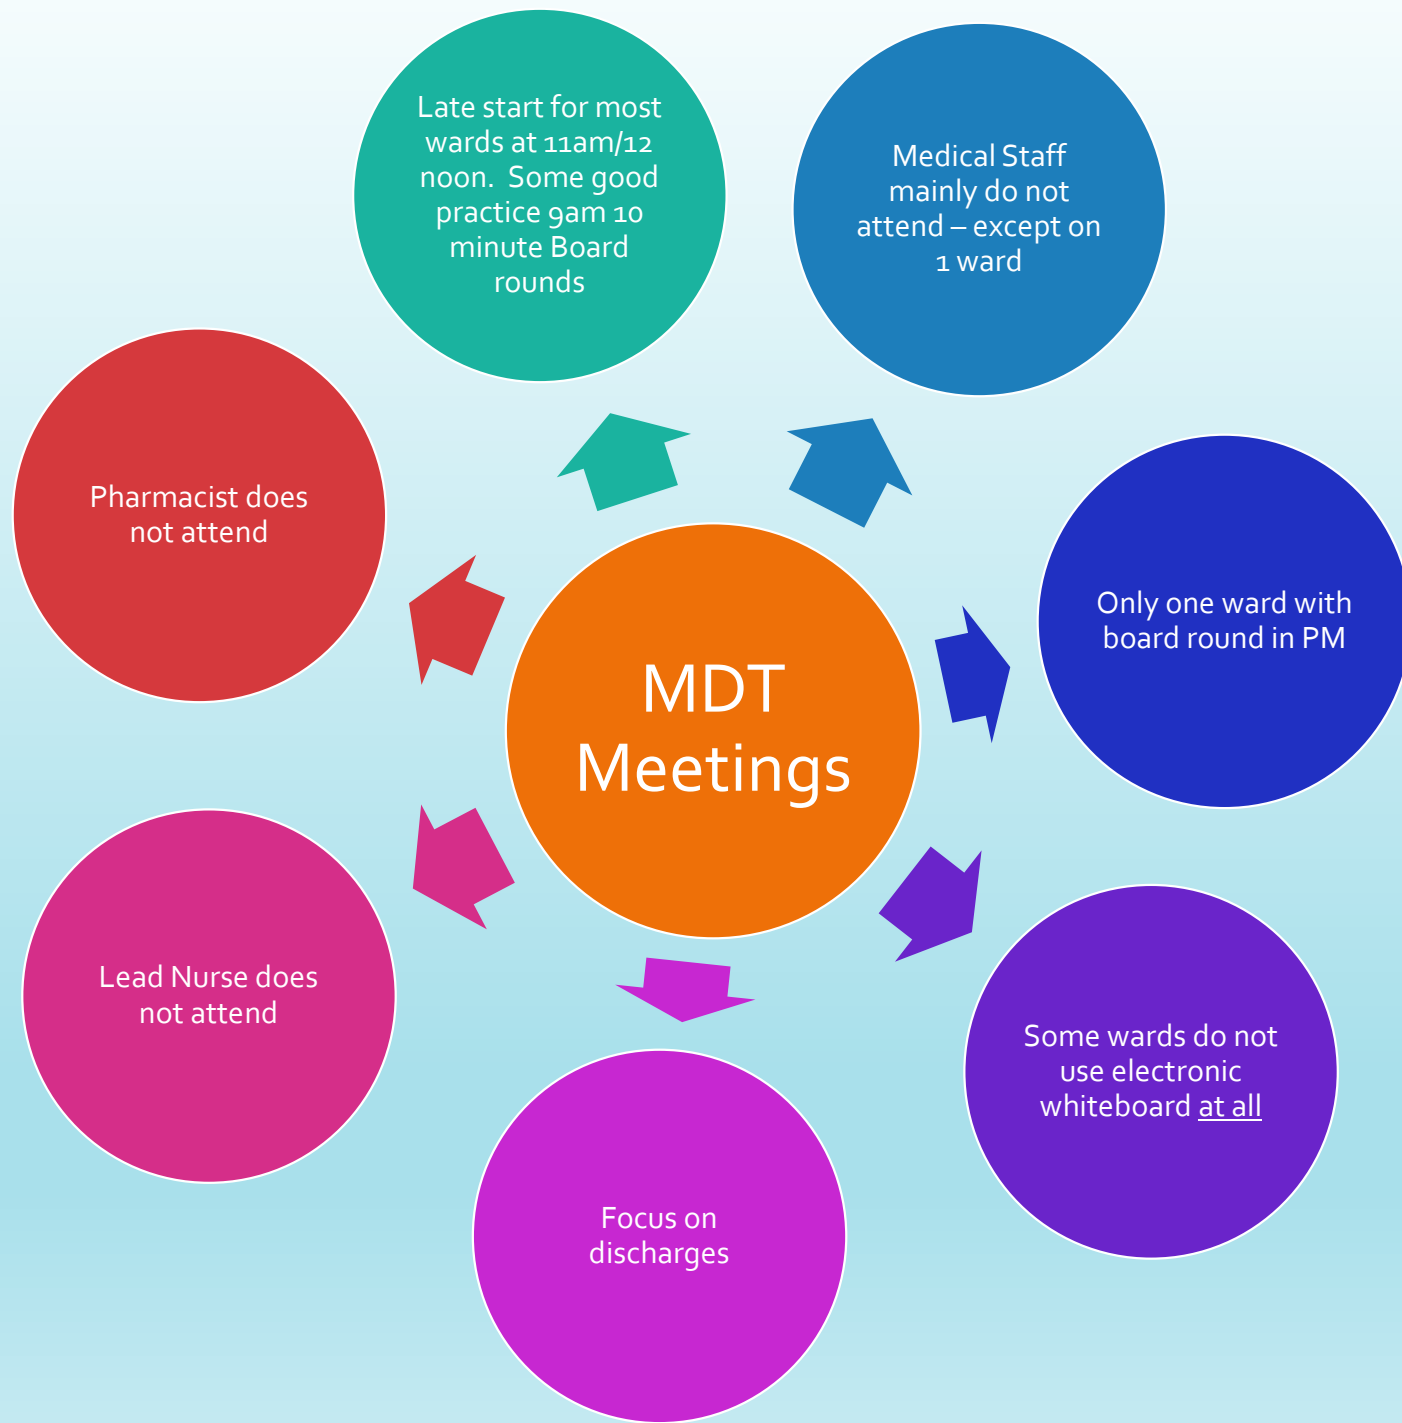 Late start for most
wards at 11am/12
noon.  Some good
practice 9am 10
minute Board
rounds
Medical Staff
mainly do not
attend – except on
1 ward
Pharmacist does
not attend
Only one ward with
board round in PM
MDT
Meetings
Lead Nurse does
not attend
Some wards do not
use electronic
whiteboard at all
Focus on
discharges